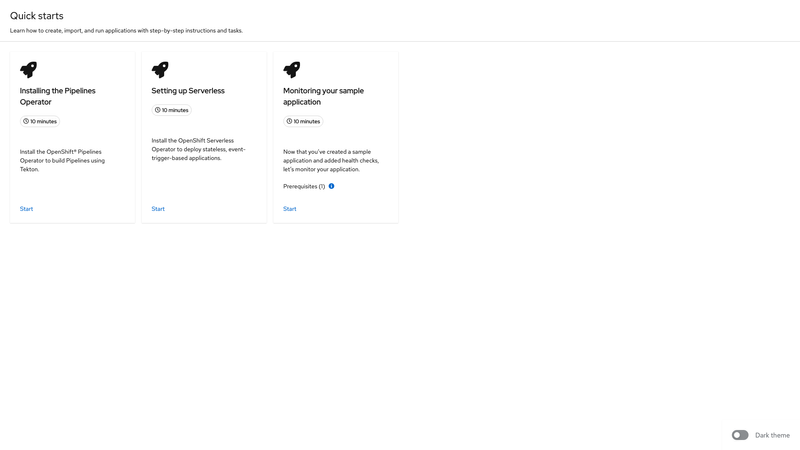 Quick starts
Learn how to create, import, and run applications with step-by-step instructions and tasks.
Installing the Pipelines
Operator
10 minutes
Install the OpenShift® Pipelines
Operator to build Pipelines using
Tekton.
Start
Setting up Serverless
10 minutes
Install the OpenShift Serverless
Operator to deploy stateless, event-
trigger-based applications.
Start
Monitoring your sample
application
10 minutes
Now that you've created a sample
application and added health checks,
let's monitor your application.
Prerequisites (1)
Start
Dark theme